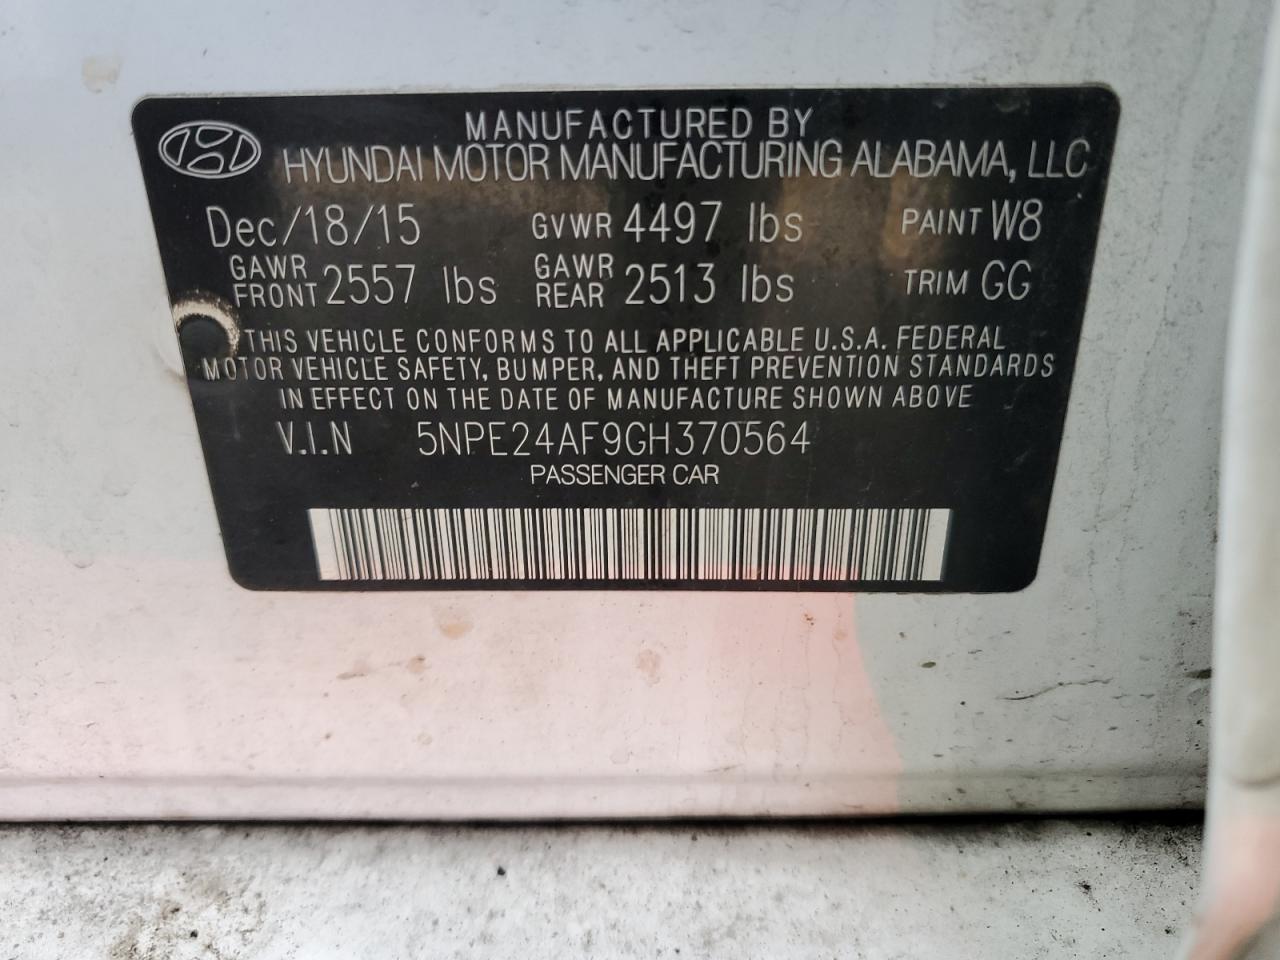 MANUFACTURED BY
HYUNDAI MOTOR MANUFACTURING ALABAMA, LLC
Dec/18/15 GVWR 4497 lbs PAINT W8
GAWR FRONT 2557 lbs GAWR REAR 2513 lbs TRIM GG
THIS VEHICLE CONFORMS TO ALL APPLICABLE U.S.A. FEDERAL
MOTOR VEHICLE SAFETY, BUMPER, AND THEFT PREVENTION STANDARDS
IN EFFECT ON THE DATE OF MANUFACTURE SHOWN ABOVE
V.I.N 5NPE24AF9GH370564
PASSENGER CAR